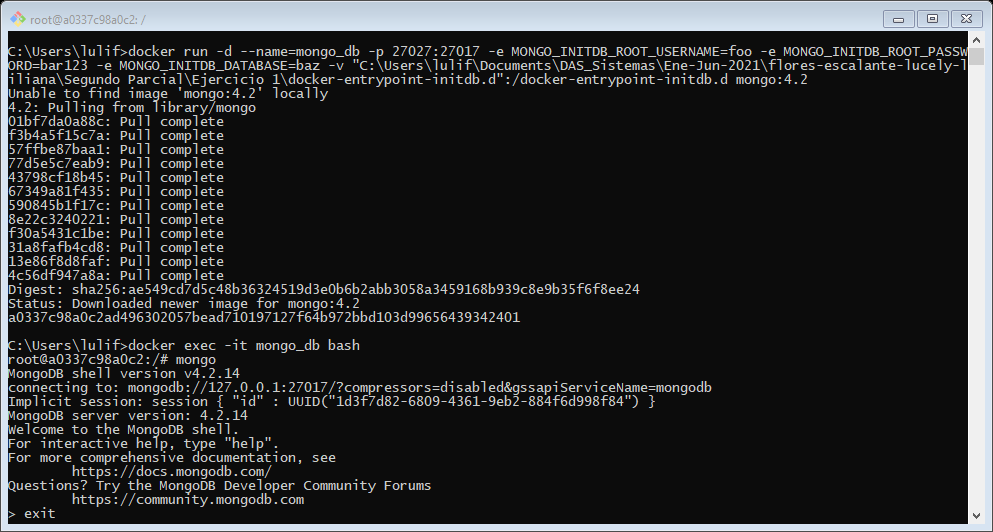 root@a0337c98a0c2: /
C:\Users\lulif>docker run -d --name=mongo_db -p 27027:27017 -e MONGO_INITDB_ROOT_USERNAME=foo -e MONGO_INITDB_ROOT_PASSW
ORD=bar123 -e MONGO_INITDB_DATABASE=baz -v "C:\Users\lulif\Documents\DAS_Sistemas\Ene-Jun-2021\flores-escalante-lucely-l
iliana\Segundo Parcial\Ejercicio 1\docker-entrypoint-initdb.d":/docker-entrypoint-initdb.d mongo:4.2
Unable to find image 'mongo:4.2' locally
4.2: Pulling from library/mongo
01bf7da0a88c: Pull complete
f3b4a5f15c7a: Pull complete
57ffbe87baa1: Pull complete
77d5e5c7eab9: Pull complete
43798cf18b45: Pull complete
67349a81f435: Pull complete
590845b1f17c: Pull complete
8e22c3240221: Pull complete
f30a5431c1be: Pull complete
31a8fafb4cd8: Pull complete
13e86f8d8faf: Pull complete
4c56df947a8a: Pull complete
Digest: sha256:ae549cd7d5c48b36324519d3e0b6b2abb3058a3459168b939c8e9b35f6f8ee24
Status: Downloaded newer image for mongo:4.2
a0337c98a0c2ad496302057bead710197127f64b972bbd103d99656439342401
C:\Users\lulif>docker exec -it mongo_db bash
root@a0337c98a0c2:/# mongo
MongoDB shell version v4.2.14
connecting to: mongodb://127.0.0.1:27017/?compressors=disabled&gssapiServiceName=mongodb
Implicit session: session { "id" : UUID("1d3f7d82-6809-4361-9eb2-884f6d998f84") }
MongoDB server version: 4.2.14
Welcome to the MongoDB shell.
For interactive help, type "help".
For more comprehensive documentation, see
https://docs.mongodb.com/
Questions? Try the MongoDB Developer Community Forums
https://community.mongodb.com
> exit